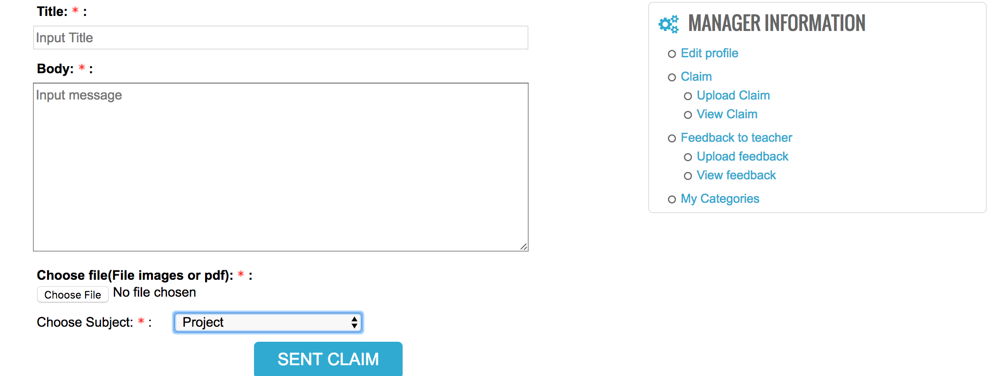 Title: * :
Input Title
Body: * :
Input message
Choose file(File images or pdf): * :
Choose File No file chosen
Choose Subject: * : Project
SENT CLAIM
MANAGER INFORMATION
Edit profile
Claim
Upload Claim
View Claim
Feedback to teacher
Upload feedback
View feedback
My Categories